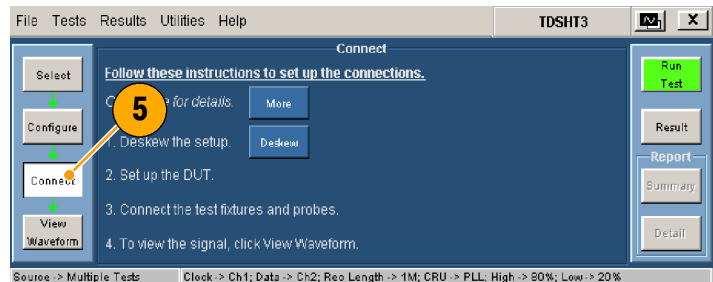 File Tests Results Utilities Help TDSHT3 X
Connect
Select
Configure
Connect
View
Waveform
Follow these instructions to set up the connections.
for details. More
5
1. Deskew the setup. Deskew
2. Set up the DUT.
3. Connect the test fixtures and probes.
4. To view the signal, click View Waveform.
Run
Test
Result
Report
Summary
Detail
Source -> Multiple Tests Clock -> Ch1; Data -> Ch2; Rec Length -> 1M; CRU -> PLL; High -> 80%; Low -> 20%